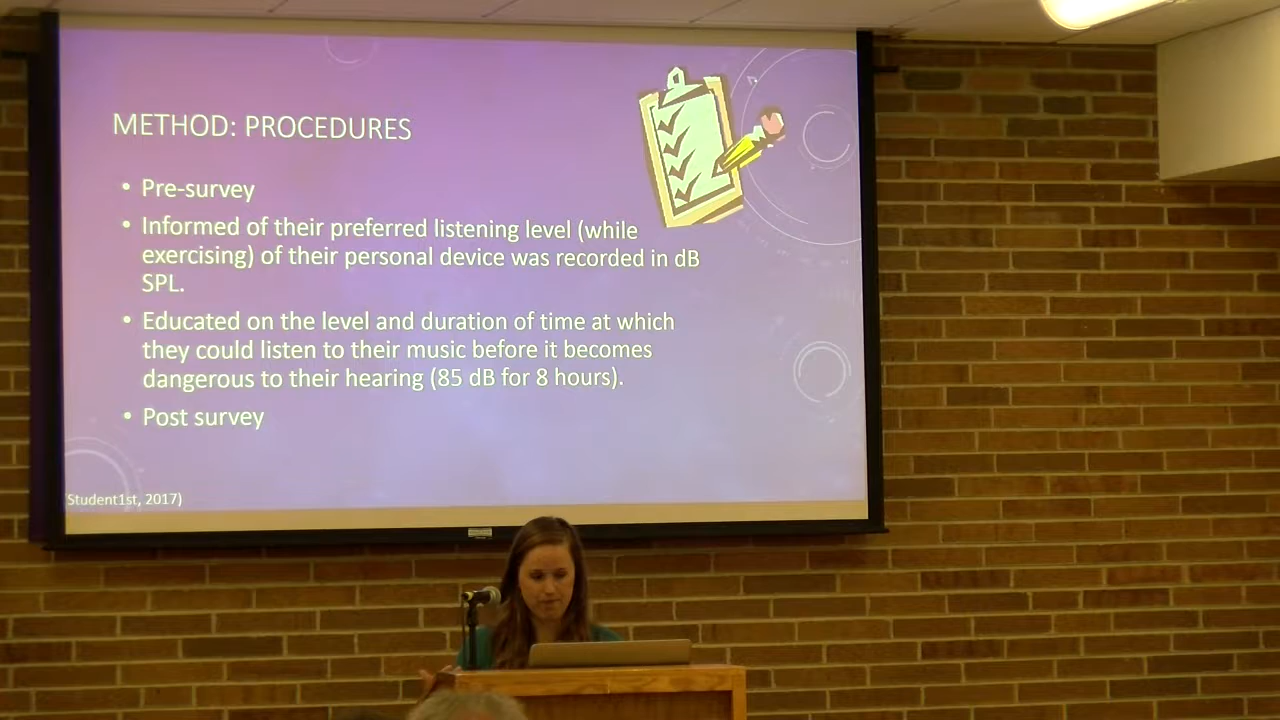 METHOD: PROCEDURES
• Pre-survey
• Informed of their preferred listening level (while
exercising) of their personal device was recorded in dB
SPL.
• Educated on the level and duration of time at which
they could listen to their music before it becomes
dangerous to their hearing (85 dB for 8 hours).
• Post survey
Student1st, 2017)